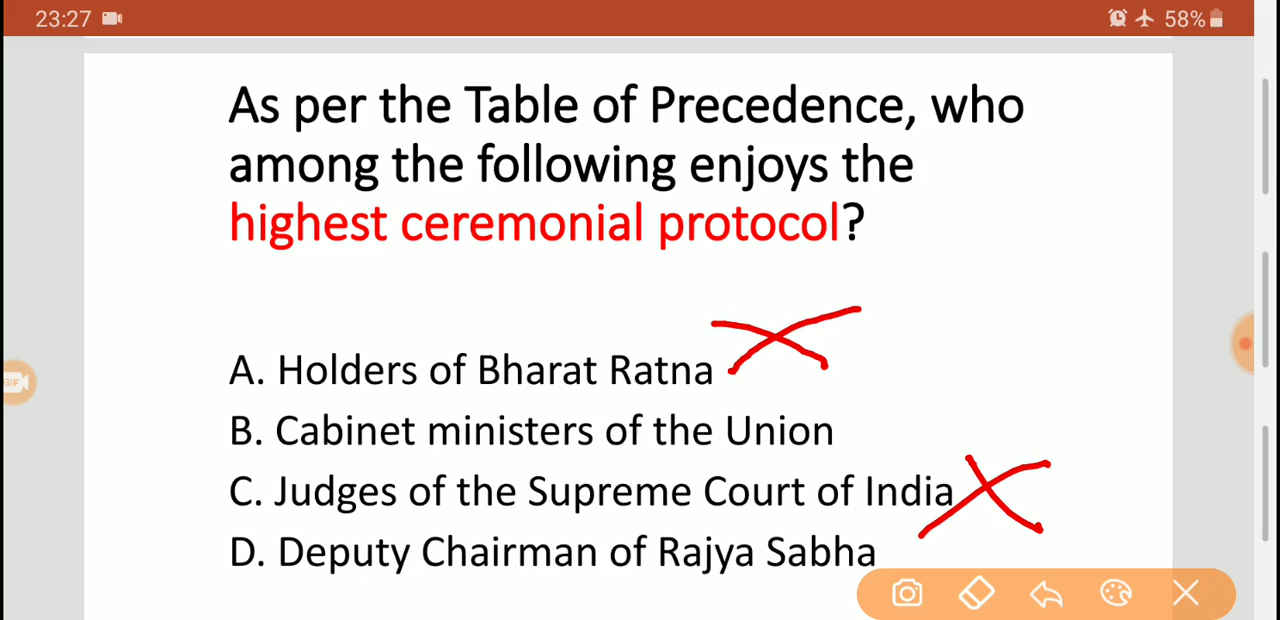 23:27
58%
As per the Table of Precedence, who
among the following enjoys the
highest ceremonial protocol?
A. Holders of Bharat Ratna
B. Cabinet ministers of the Union
C. Judges of the Supreme Court of India
D. Deputy Chairman of Rajya Sabha
GIF